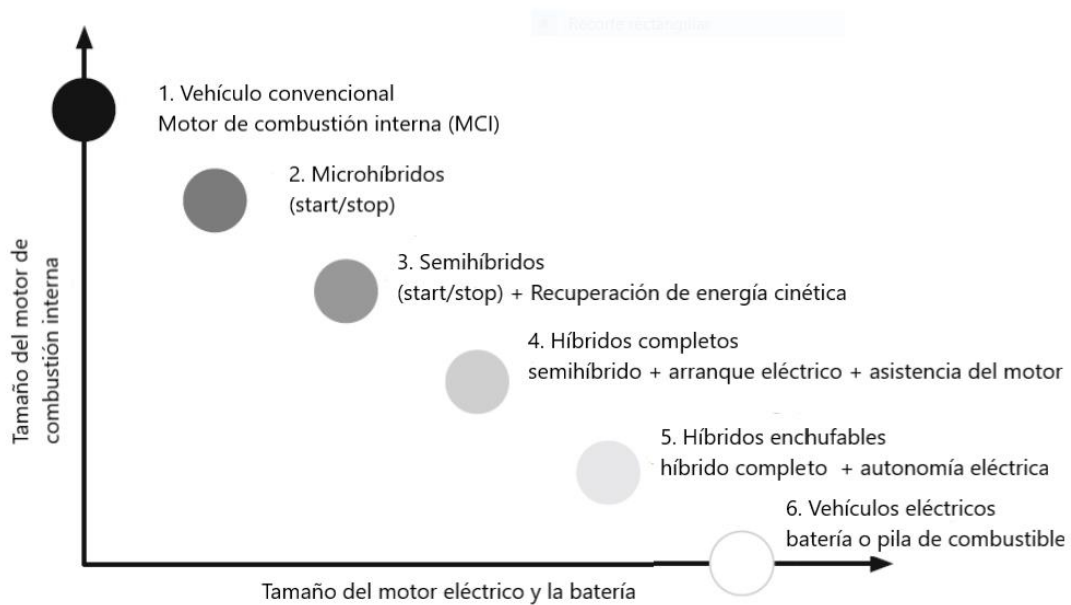 Recorte rectangular
1. Vehículo convencional
Motor de combustión interna (MCI)
2. Microhíbridos
(start/stop)
3. Semihíbridos
(start/stop) + Recuperación de energía cinética
4. Híbridos completos
semihíbrido + arranque eléctrico + asistencia del motor
5. Híbridos enchufables
híbrido completo + autonomía eléctrica
6. Vehículos eléctricos
batería o pila de combustible
Tamaño del motor de
combustión interna
Tamaño del motor eléctrico y la batería